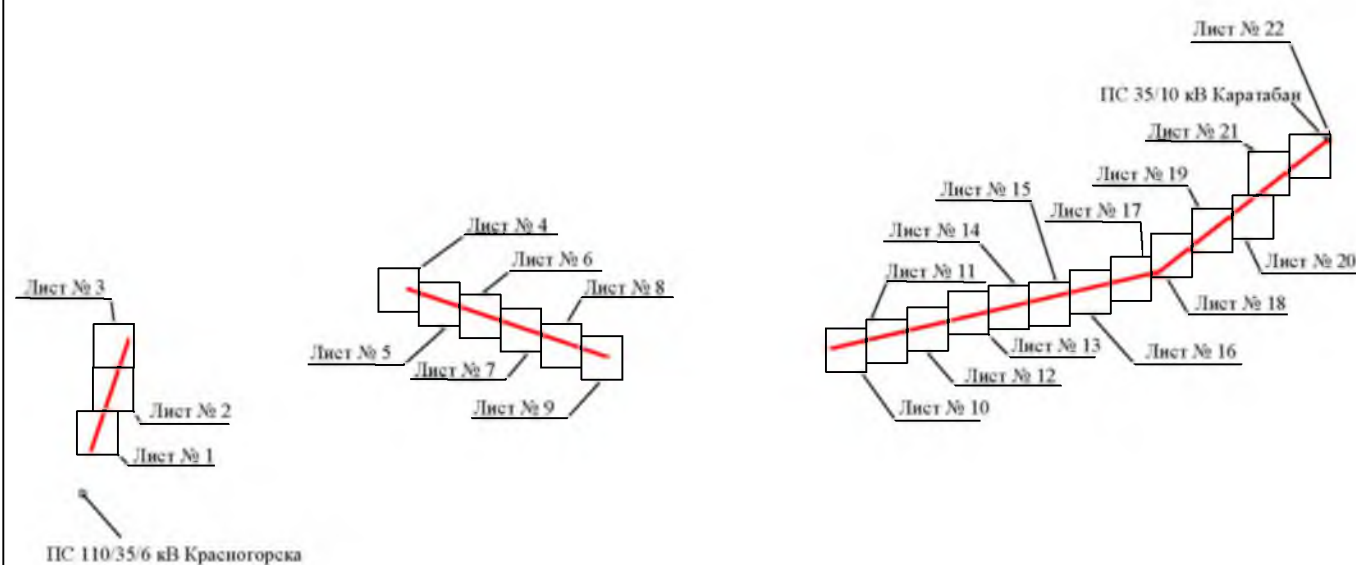 Лист № 22
ПС 35/10 кВ Каратабан
Лист № 21
Лист № 19
Лист № 15
Лист № 17
Лист № 4
Лист № 14
Лист № 6
Лист № 20
Лист № 11
Лист № 3
Лист № 8
Лист № 18
Лист № 5
Лист № 7
Лист № 13
Лист № 16
Лист № 12
Лист № 2
Лист № 9
Лист № 10
Лист № 1
ПС 110/35/6 кВ Красногорска